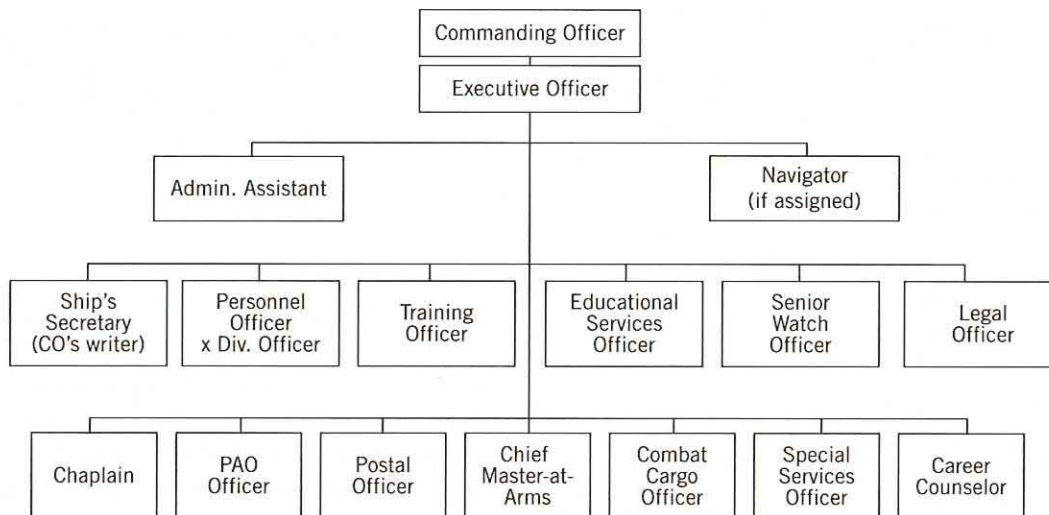 Commanding Officer
Executive Officer
Admin. Assistant
Navigator
(if assigned)
Ship's
Secretary
(CO's writer)
Personnel
Officer
x Div. Officer
Training
Officer
Educational
Services
Officer
Senior
Watch
Officer
Legal
Officer
Chaplain
PAO
Officer
Postal
Officer
Chief
Master-at-
Arms
Combat
Cargo
Officer
Special
Services
Officer
Career
Counselor